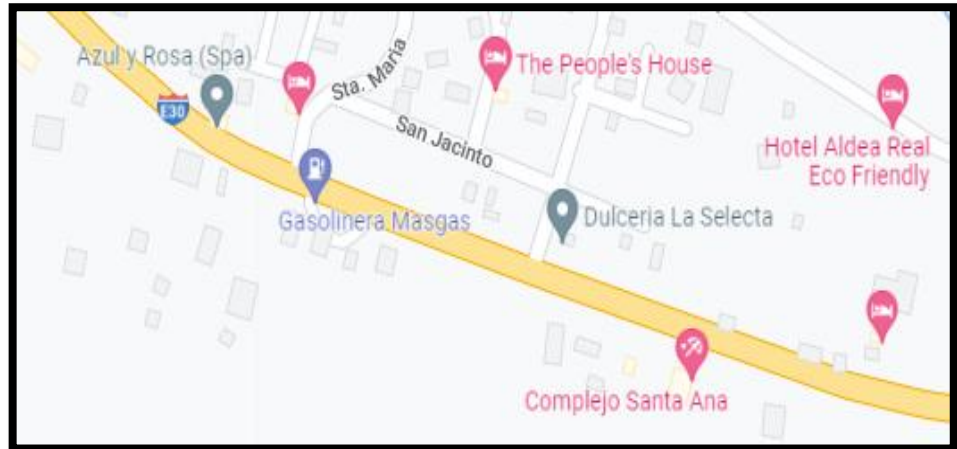 Azul y Rosa (Spa)
E30
Sta. Maria
The People's House
San Jacinto
Hotel Aldea Real
Eco Friendly
Gasolinera Masgas
Dulceria La Selecta
Complejo Santa Ana